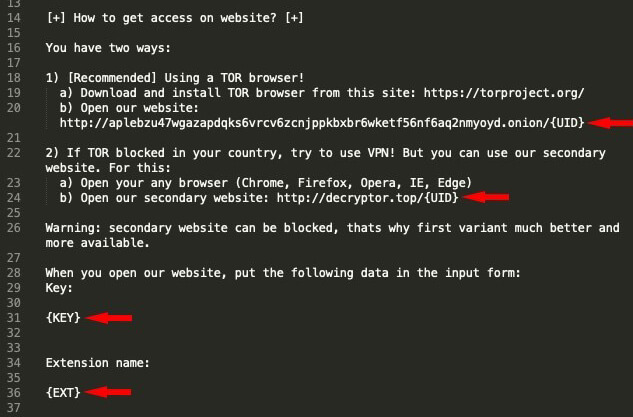 13
14 [+] How to get access on website? [+]
15
16 You have two ways:
17
18 1) [Recommended] Using a TOR browser!
19 a) Download and install TOR browser from this site: https://torproject.org/
20 b) Open our website:
http://aplebzu47wgazapdqks6vrcv6zcnjppkbxbr6wketf56nf6aq2nmyoyd.onion/{UID}
21
22 2) If TOR blocked in your country, try to use VPN! But you can use our secondary
website. For this:
23 a) Open your any browser (Chrome, Firefox, Opera, IE, Edge)
24 b) Open our secondary website: http://decryptor.top/{UID}
25
26 Warning: secondary website can be blocked, thats why first variant much better and
more available.
27
28 When you open our website, put the following data in the input form:
29 Key:
30
31 {KEY}
32
33
34 Extension name:
35
36 {EXT}
37